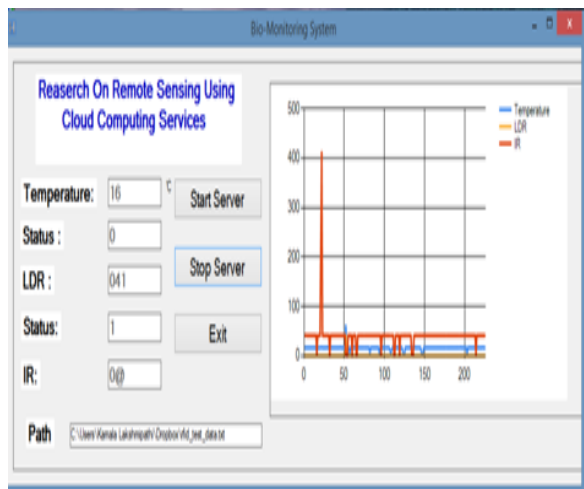 Bio-Monitoring System
Reaserch On Remote Sensing Using
Cloud Computing Services
Temperature: 16 °C
Start Server
Status : 0
LDR : 041
Stop Server
Status: 1
Exit
IR: 0@
Path C:\Users\Kamala Lakshmipathi\Dropbox\rfid_test_data.txt
500
400
300
200
100
0
0 50 100 150 200
Temperature
LDR
IR